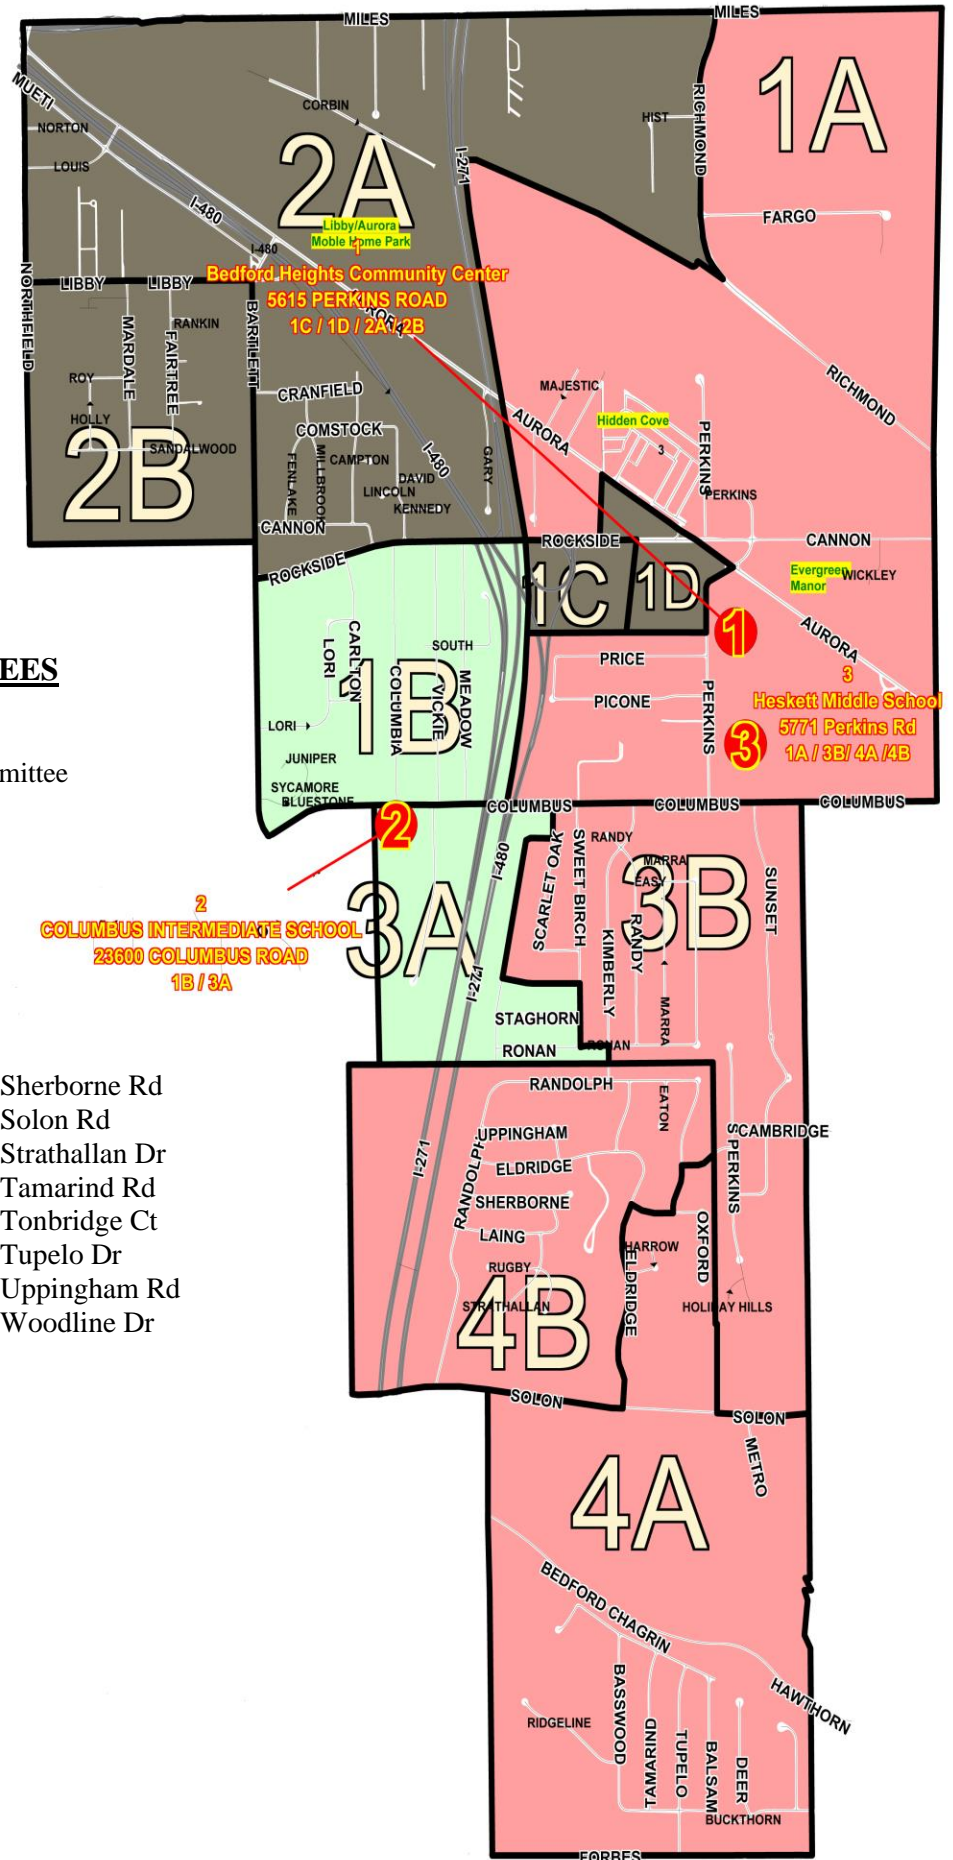 MILES
MILES
1A
MUETI
CORBIN
RICHMOND
HIST
NORTON
2A
I-271
LOUIS
I-480
FARGO
Libby/Aurora
Moble Home Park
I-480
1
Bedford Heights Community Center
5615 PERKINS ROAD
1C / 1D / 2A / 2B
NORTHFIELD
LIBBY
LIBBY
BARTLETT
AURORA
RANKIN
MARDALE
FAIRTREE
ROY
CRANFIELD
MAJESTIC
RICHMOND
HOLLY
AURORA
Hidden Cove
COMSTOCK
PERKINS
2B
SANDALWOOD
FENLAKE
MILLBROOK
CAMPTON
I-480
GARY
3
DAVID
LINCOLN
KENNEDY
PERKINS
CANNON
ROCKSIDE
CANNON
ROCKSIDE
1C
1D
Evergreen
Manor
WICKLEY
1
AURORA
LORI
CARLTON
SOUTH
PRICE
EES
1B
COLUMBIA
VICKIE
MEADOW
PICONE
PERKINS
3
Heskett Middle School
5771 Perkins Rd
1A / 3B/ 4A /4B
LORI
3
JUNIPER
mittee
SYCAMORE
BLUESTONE
COLUMBUS
COLUMBUS
COLUMBUS
2
I-480
SCARLET OAK
SWEET BIRCH
RANDY
MARRA
EASY
3B
SUNSET
3A
2
COLUMBUS INTERMEDIATE SCHOOL
23600 COLUMBUS ROAD
1B / 3A
KIMBERLY
RANDY
I-271
MARRA
STAGHORN
RONAN
RONAN
Sherborne Rd
Solon Rd
Strathallan Dr
Tamarind Rd
Tonbridge Ct
Tupelo Dr
Uppingham Rd
Woodline Dr
RANDOLPH
EATON
UPPINGHAM
S PERKINS
CAMBRIDGE
I-271
RANDOLPH
ELDRIDGE
SHERBORNE
LAING
OXFORD
HARROW
RUGBY
ELDRIDGE
STRATHALLAN
HOLIDAY HILLS
4B
SOLON
SOLON
METRO
4A
BEDFORD CHAGRIN
HAWTHORN
RIDGELINE
BASSWOOD
TAMARIND
TUPELO
BALSAM
DEER
BUCKTHORN
FORBES